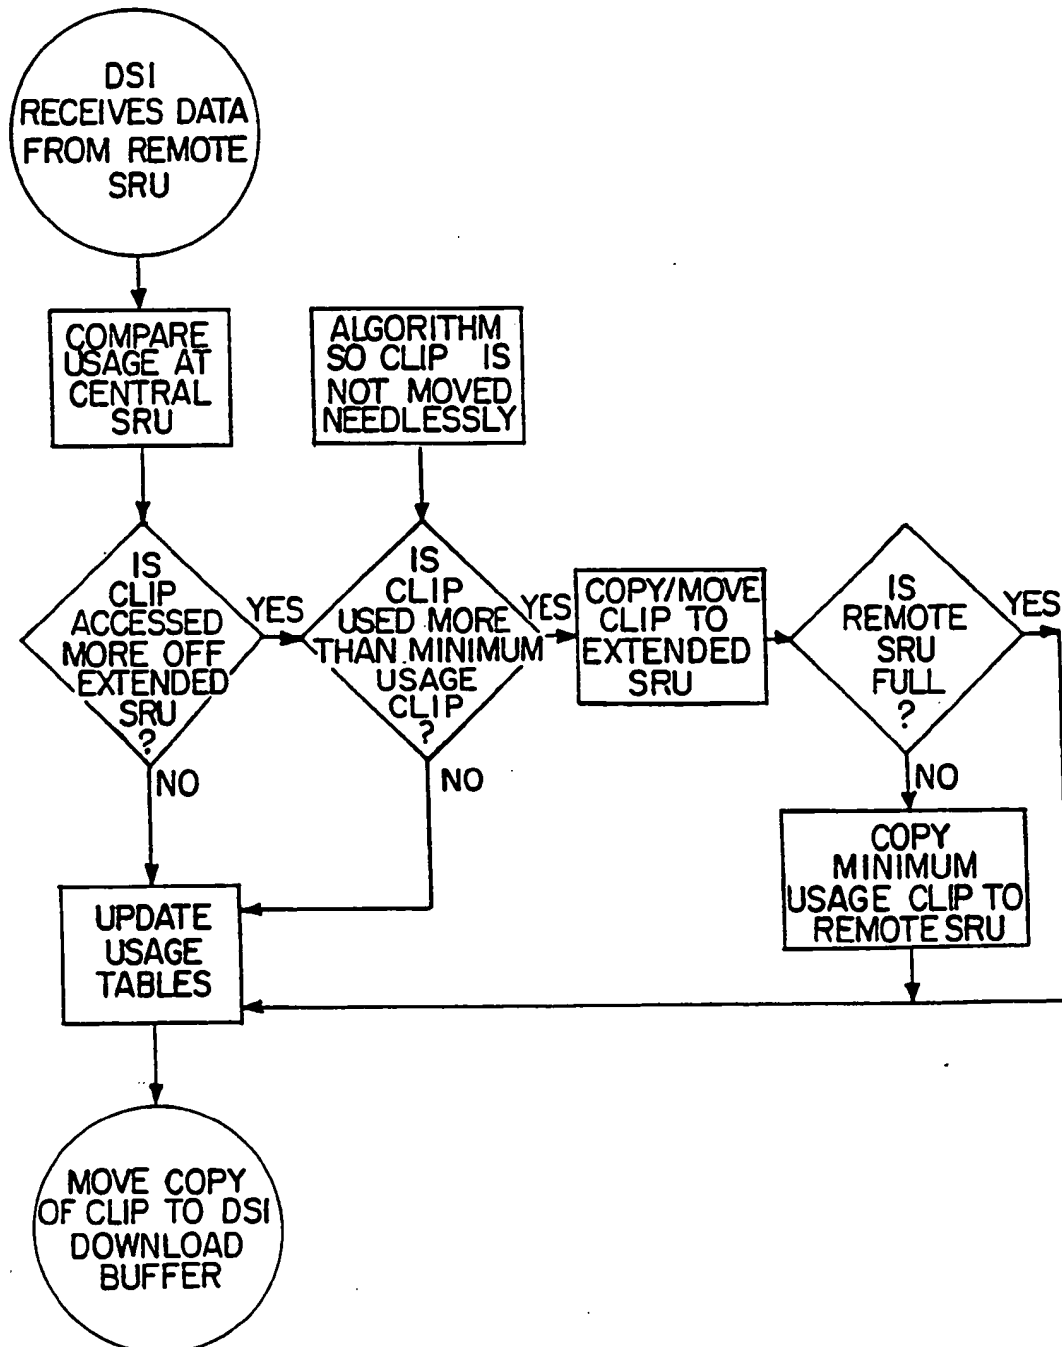 DSI
RECEIVES DATA
FROM REMOTE
SRU
COMPARE
USAGE AT
CENTRAL
SRU
ALGORITHM
SO CLIP IS
NOT MOVED
NEEDLESSLY
IS
CLIP
ACCESSED
MORE OFF
EXTENDED
SRU
?
YES
NO
IS
CLIP
USED MORE
THAN MINIMUM
USAGE
CLIP
?
YES
NO
COPY/MOVE
CLIP TO
EXTENDED
SRU
IS
REMOTE
SRU
FULL
?
YES
NO
COPY
MINIMUM
USAGE CLIP TO
REMOTE SRU
UPDATE
USAGE
TABLES
MOVE COPY
OF CLIP TO DSI
DOWNLOAD
BUFFER